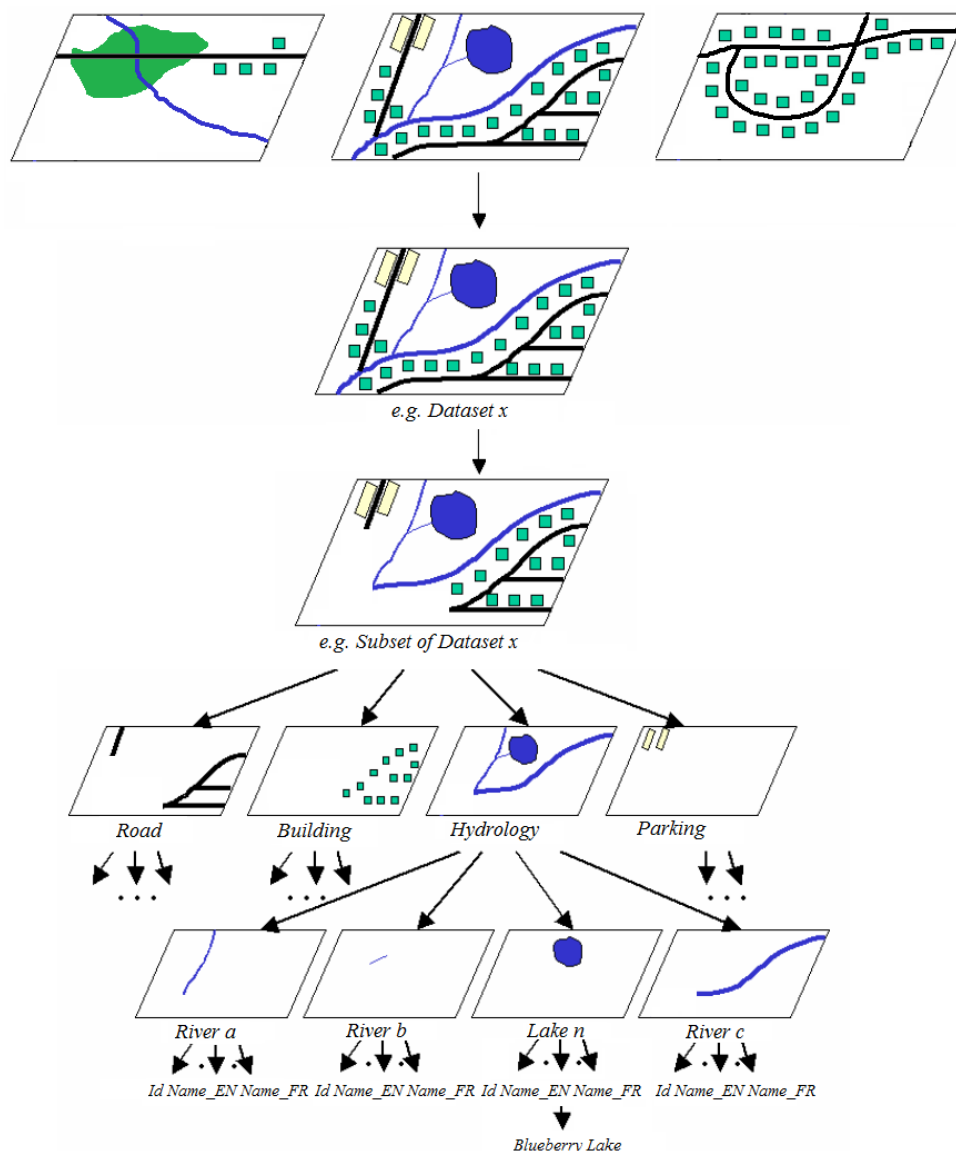 e.g. Dataset x
e.g. Subset of Dataset x
Road
Building
Hydrology
Parking
. . .
. . .
. . .
River a
River b
Lake n
River c
. . .
. . .
. . .
. . .
Id Name_EN Name_FR
Id Name_EN Name_FR
Id Name_EN Name_FR
Id Name_EN Name_FR
Blueberry Lake